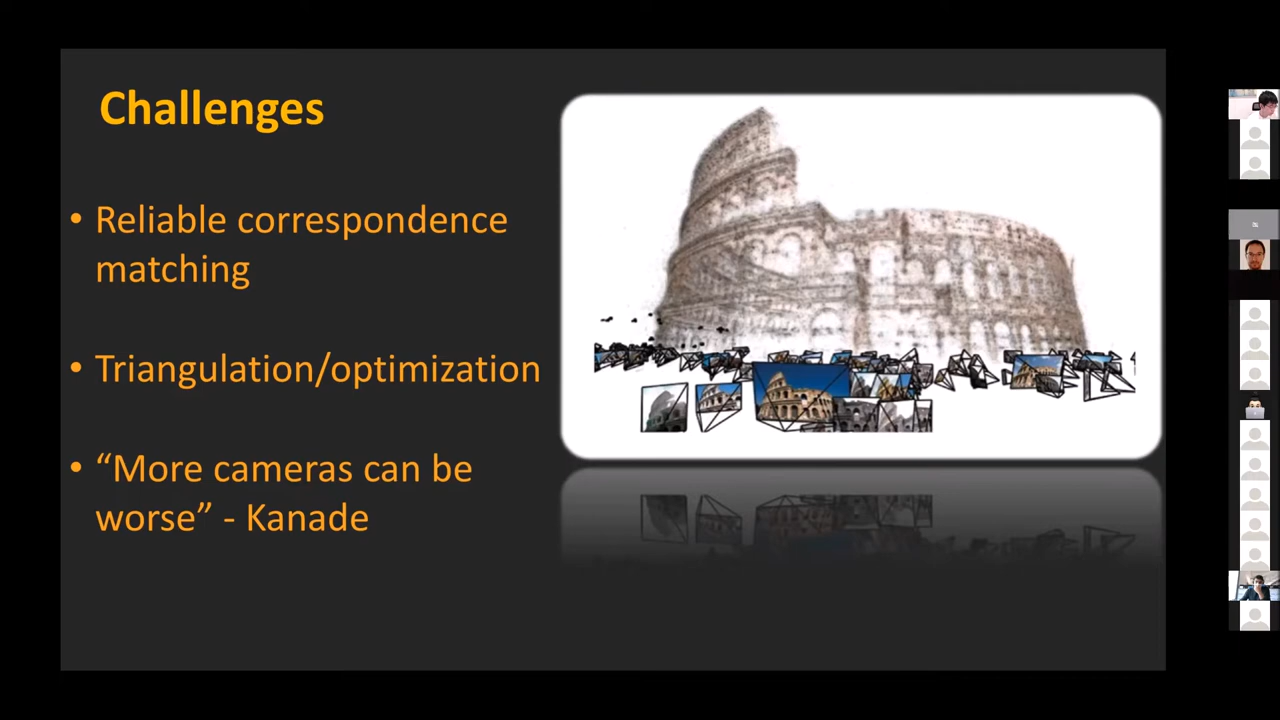 Challenges
• Reliable correspondence
matching
• Triangulation/optimization
• “More cameras can be
worse” - Kanade